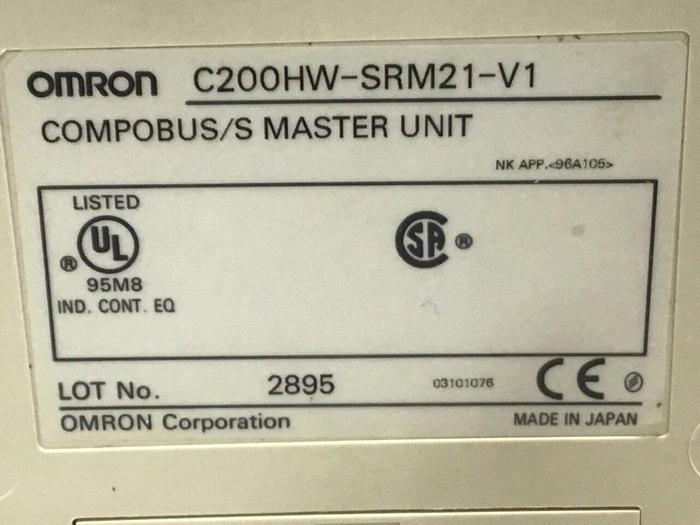 OMRON C200HW-SRM21-V1
COMPOBUS/S MASTER UNIT
NK APP.<96A105>
LISTED
UL ®
95M8
IND. CONT. EQ
SA ®
LOT No. 2895 03101076 CE
OMRON Corporation MADE IN JAPAN